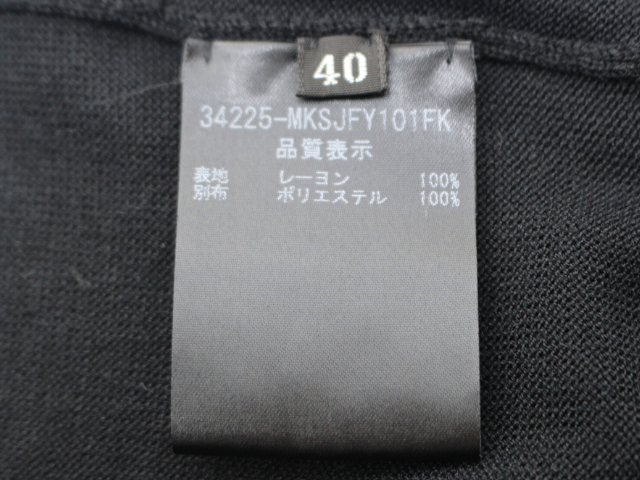 40
34225-MKSJFY101FK
品質表示
表地 レーヨン 100%
別布 ポリエステル 100%